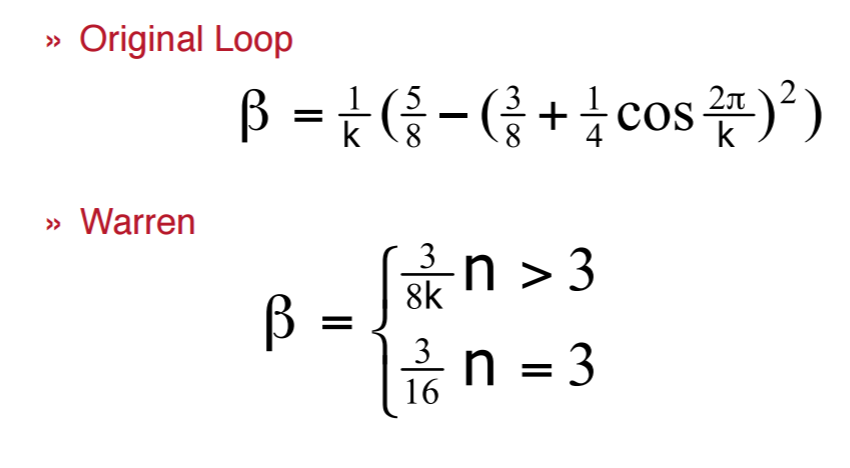 » Original Loop
β = 1/k (5/8 − (3/8 + 1/4 cos 2π/k)²)
» Warren
β = { 3/8k n > 3
3/16 n = 3